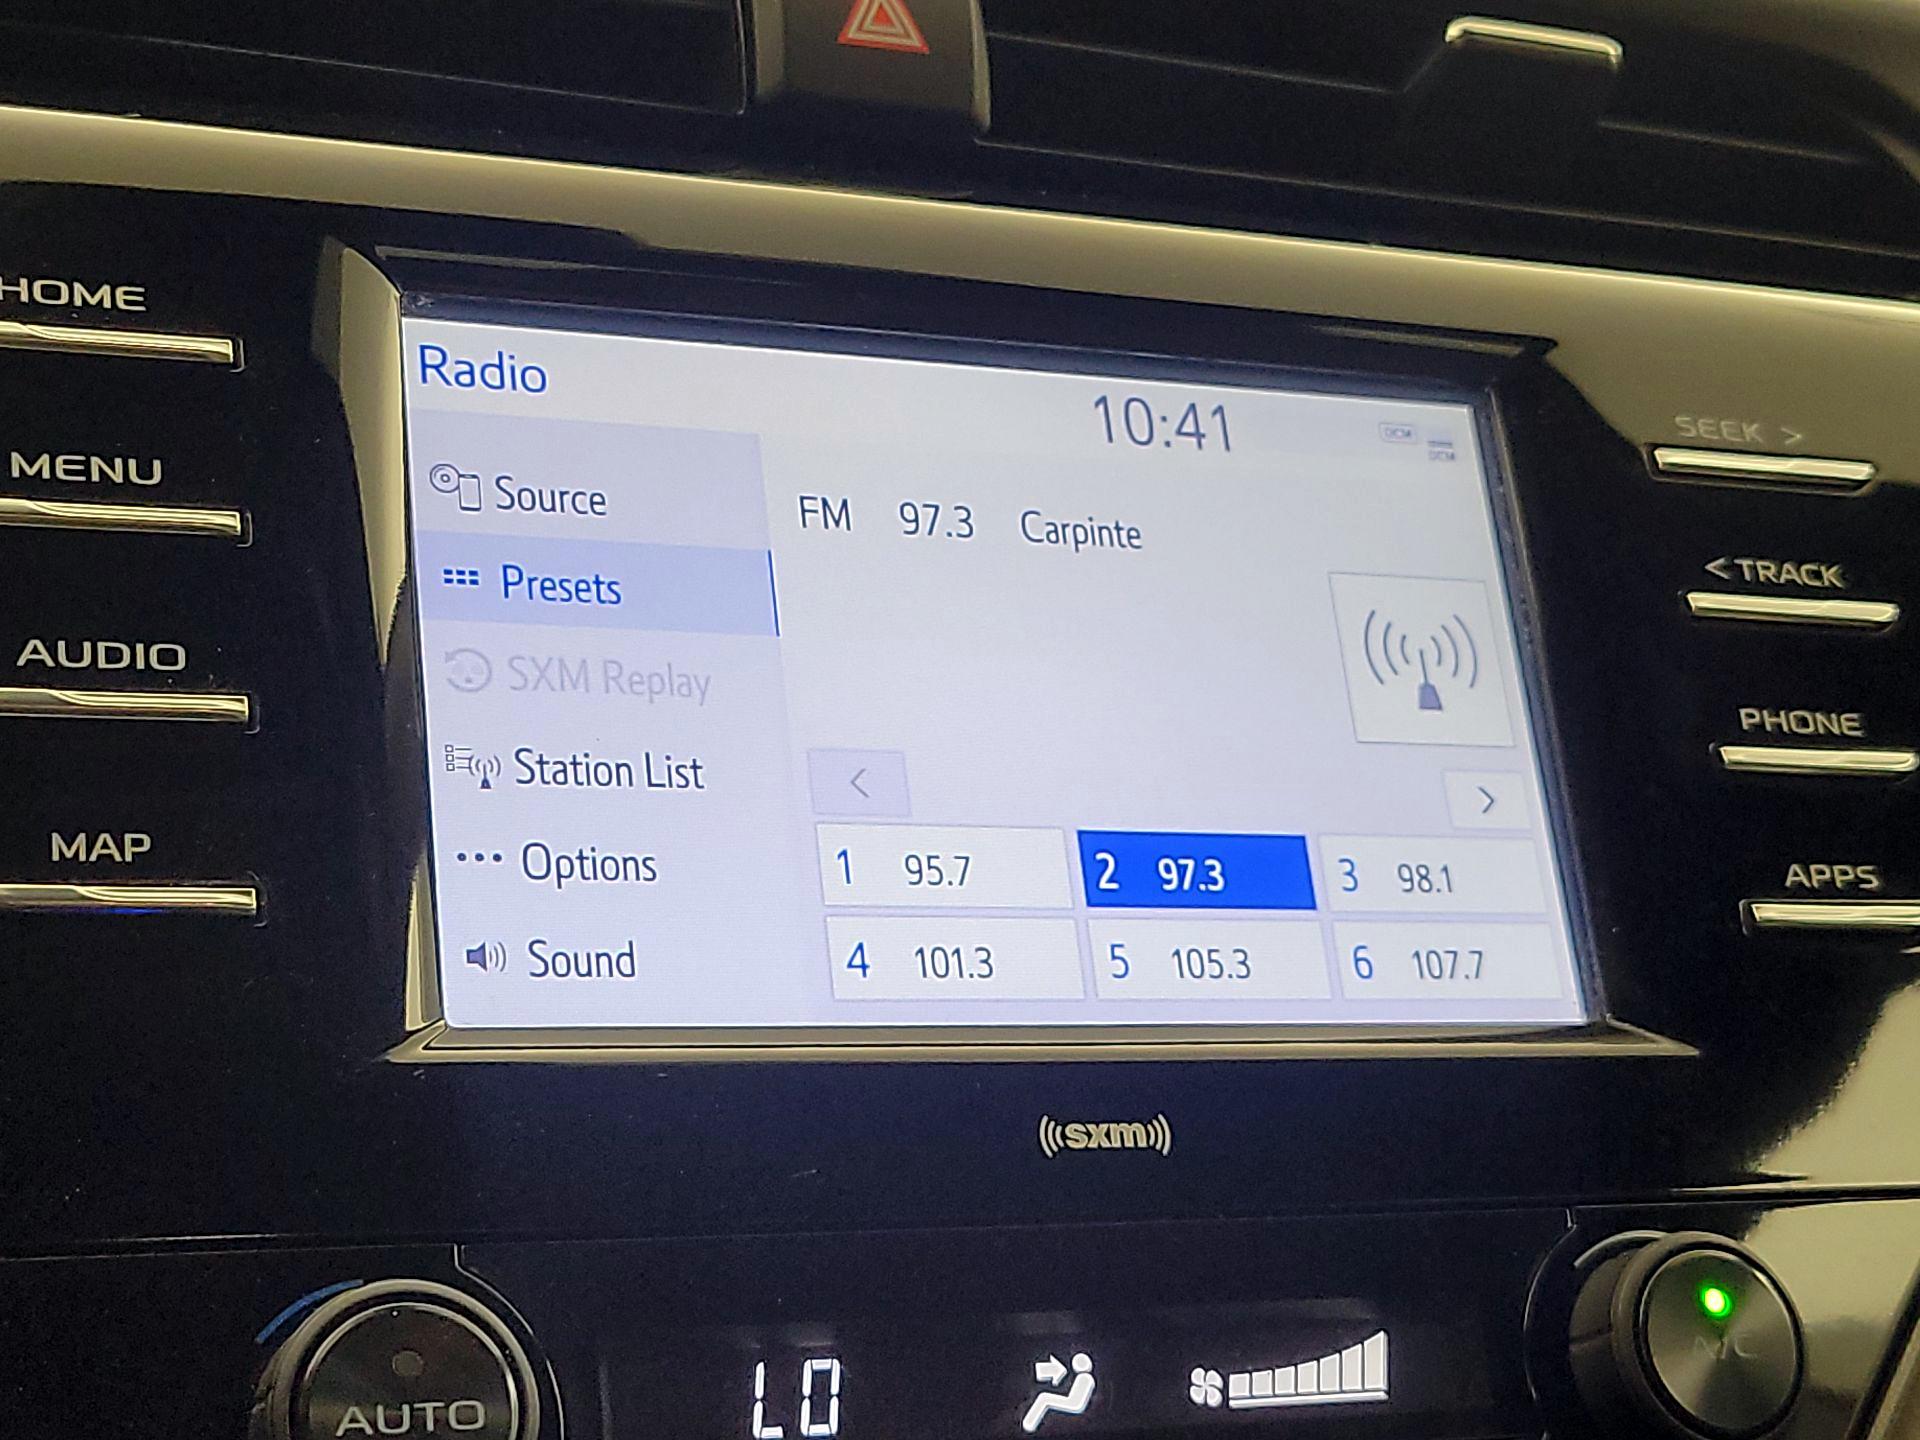 HOME
MENU
AUDIO
MAP
Radio
10:41
DCM
DCM
Source
Presets
SXM Replay
Station List
Options
Sound
FM 97.3 Carpinte
<
>
1 95.7
2 97.3
3 98.1
4 101.3
5 105.3
6 107.7
SEEK >
< TRACK
PHONE
APPS
sxm
AUTO
LO
A/C